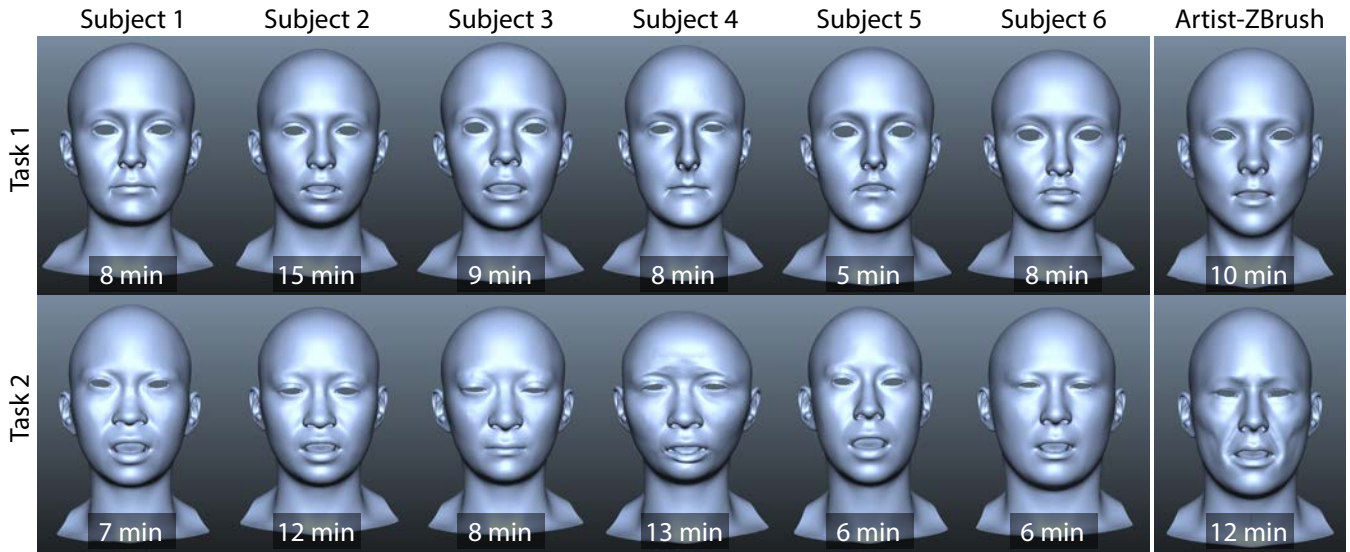 Subject 1 Subject 2 Subject 3 Subject 4 Subject 5 Subject 6 Artist-ZBrush
Task 1
8 min 15 min 9 min 8 min 5 min 8 min 10 min
Task 2
7 min 12 min 8 min 13 min 6 min 6 min 12 min